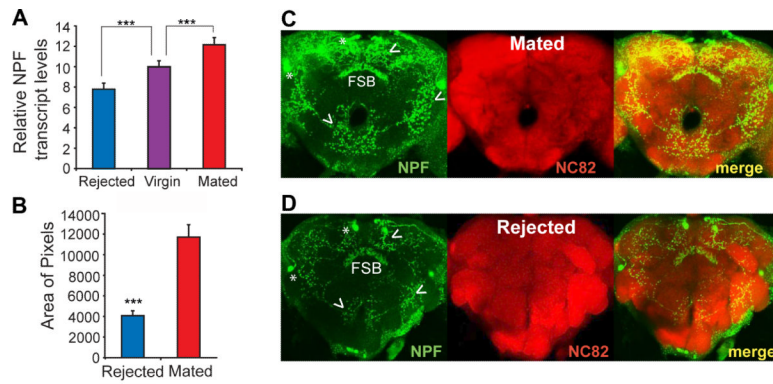 A
Relative NPF
transcript levels
14
12
10
8
6
4
2
0
***
***
Rejected Virgin Mated
B
Area of Pixels
14000
12000
10000
8000
6000
4000
2000
0
***
Rejected Mated
C
*
*
FSB
NPF
Mated
NC82
merge
D
*
*
FSB
NPF
Rejected
NC82
merge